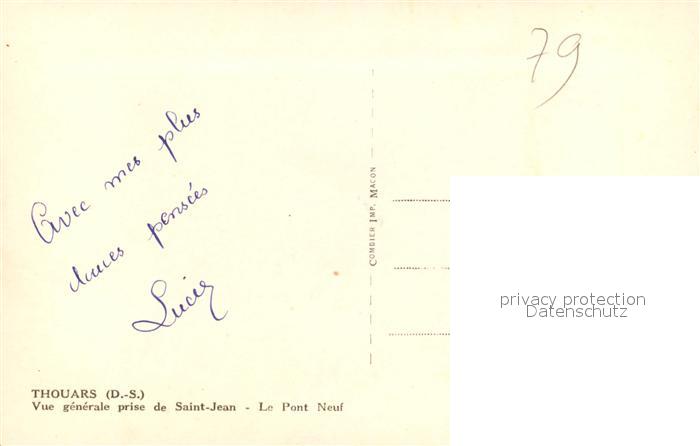 79
Avec mes plus
douces pensées
COMBIER IMP. MACON
privacy protection
Datenschutz
THOUARS (D.-S.)
Vue générale prise de Saint-Jean - Le Pont Neuf